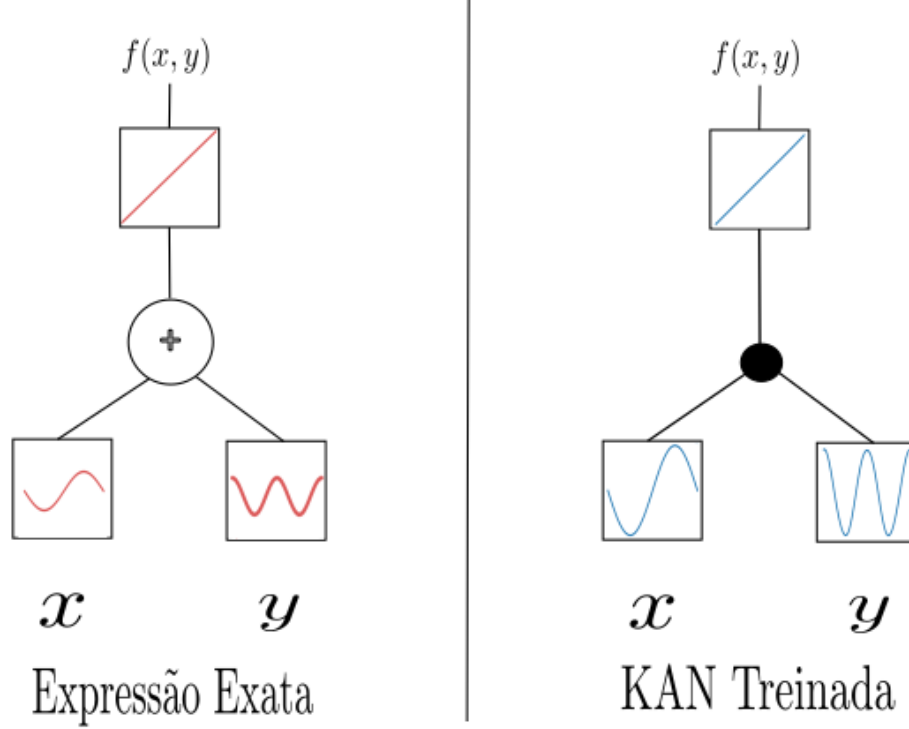 f(x, y)
+
x
y
Expressão Exata
f(x, y)
x
y
KAN Treinada